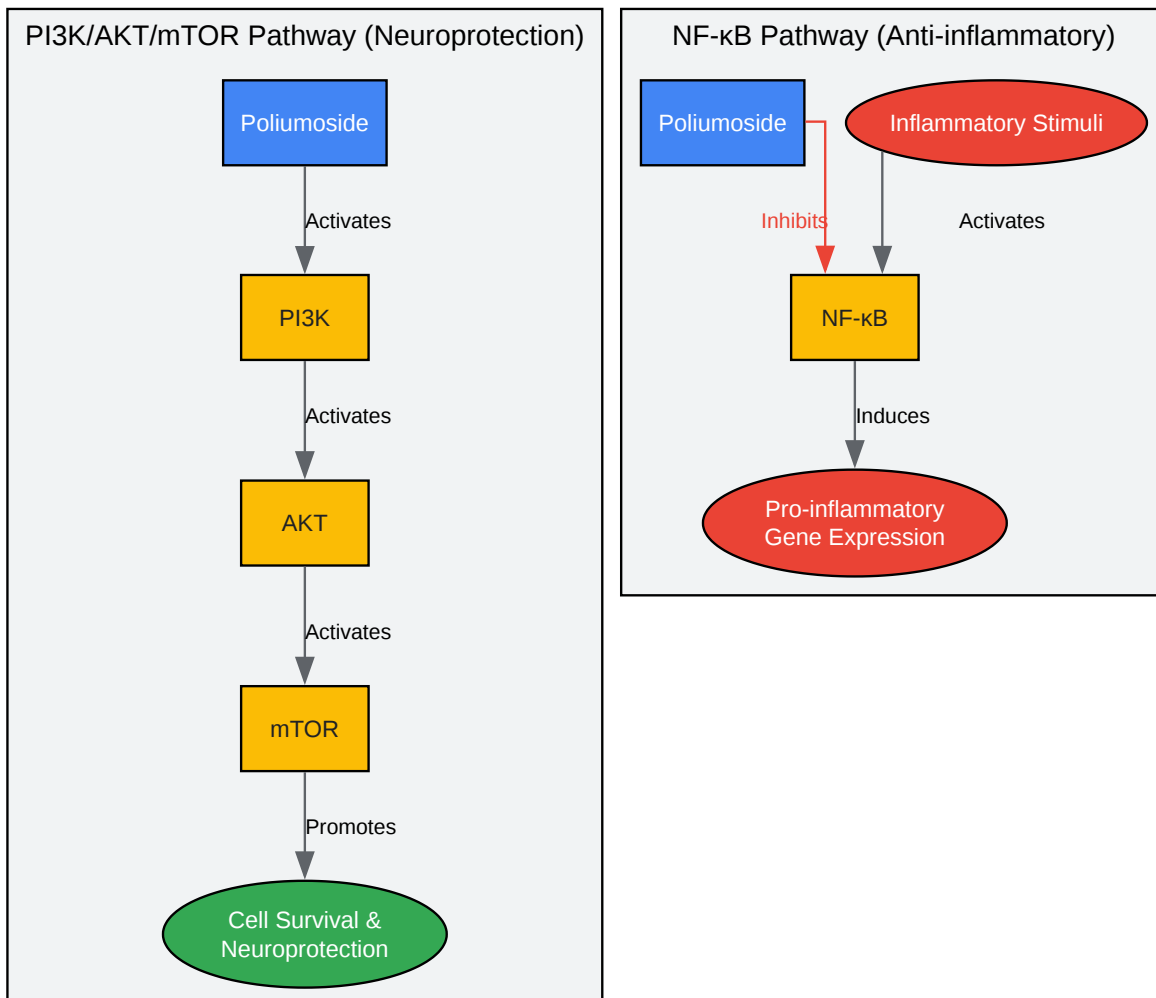 PI3K/AKT/mTOR Pathway (Neuroprotection)
Poliumoside
Activates
PI3K
Activates
AKT
Activates
mTOR
Promotes
Cell Survival &
Neuroprotection
NF-κB Pathway (Anti-inflammatory)
Poliumoside
Inflammatory Stimuli
Inhibits
Activates
NF-κB
Induces
Pro-inflammatory
Gene Expression